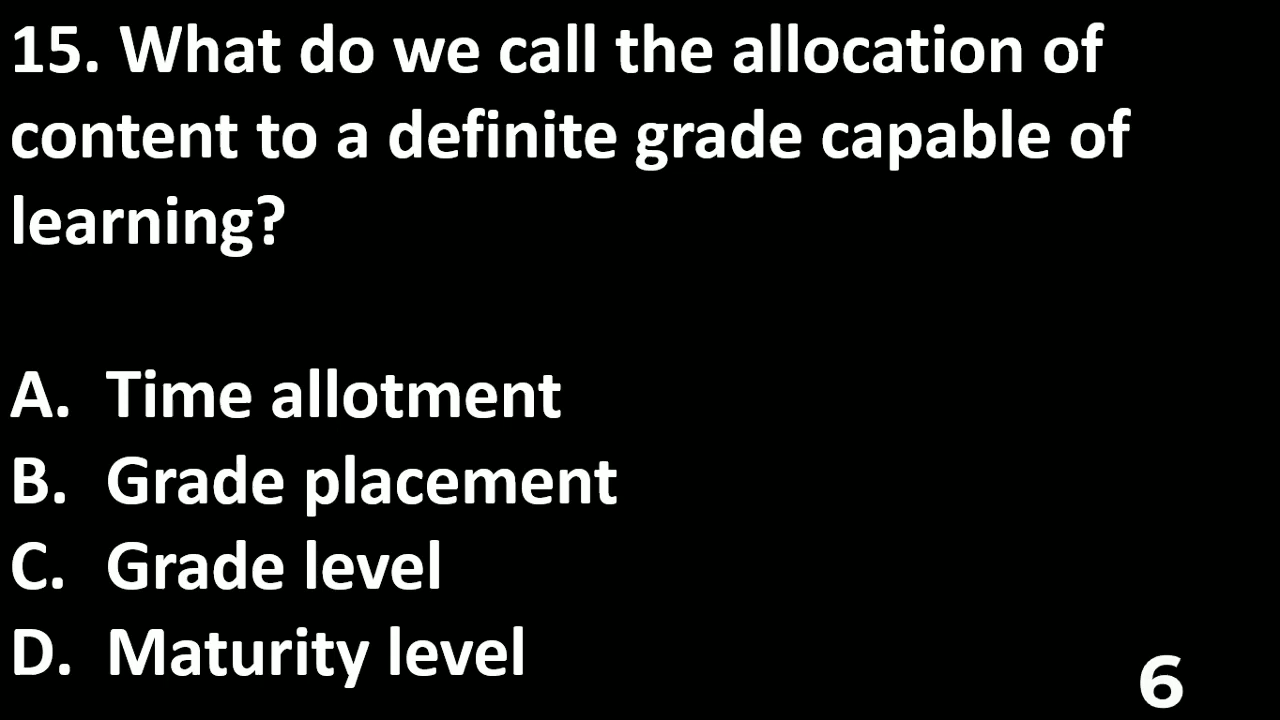 15. What do we call the allocation of
content to a definite grade capable of
learning?
A. Time allotment
B. Grade placement
C. Grade level
D. Maturity level
6